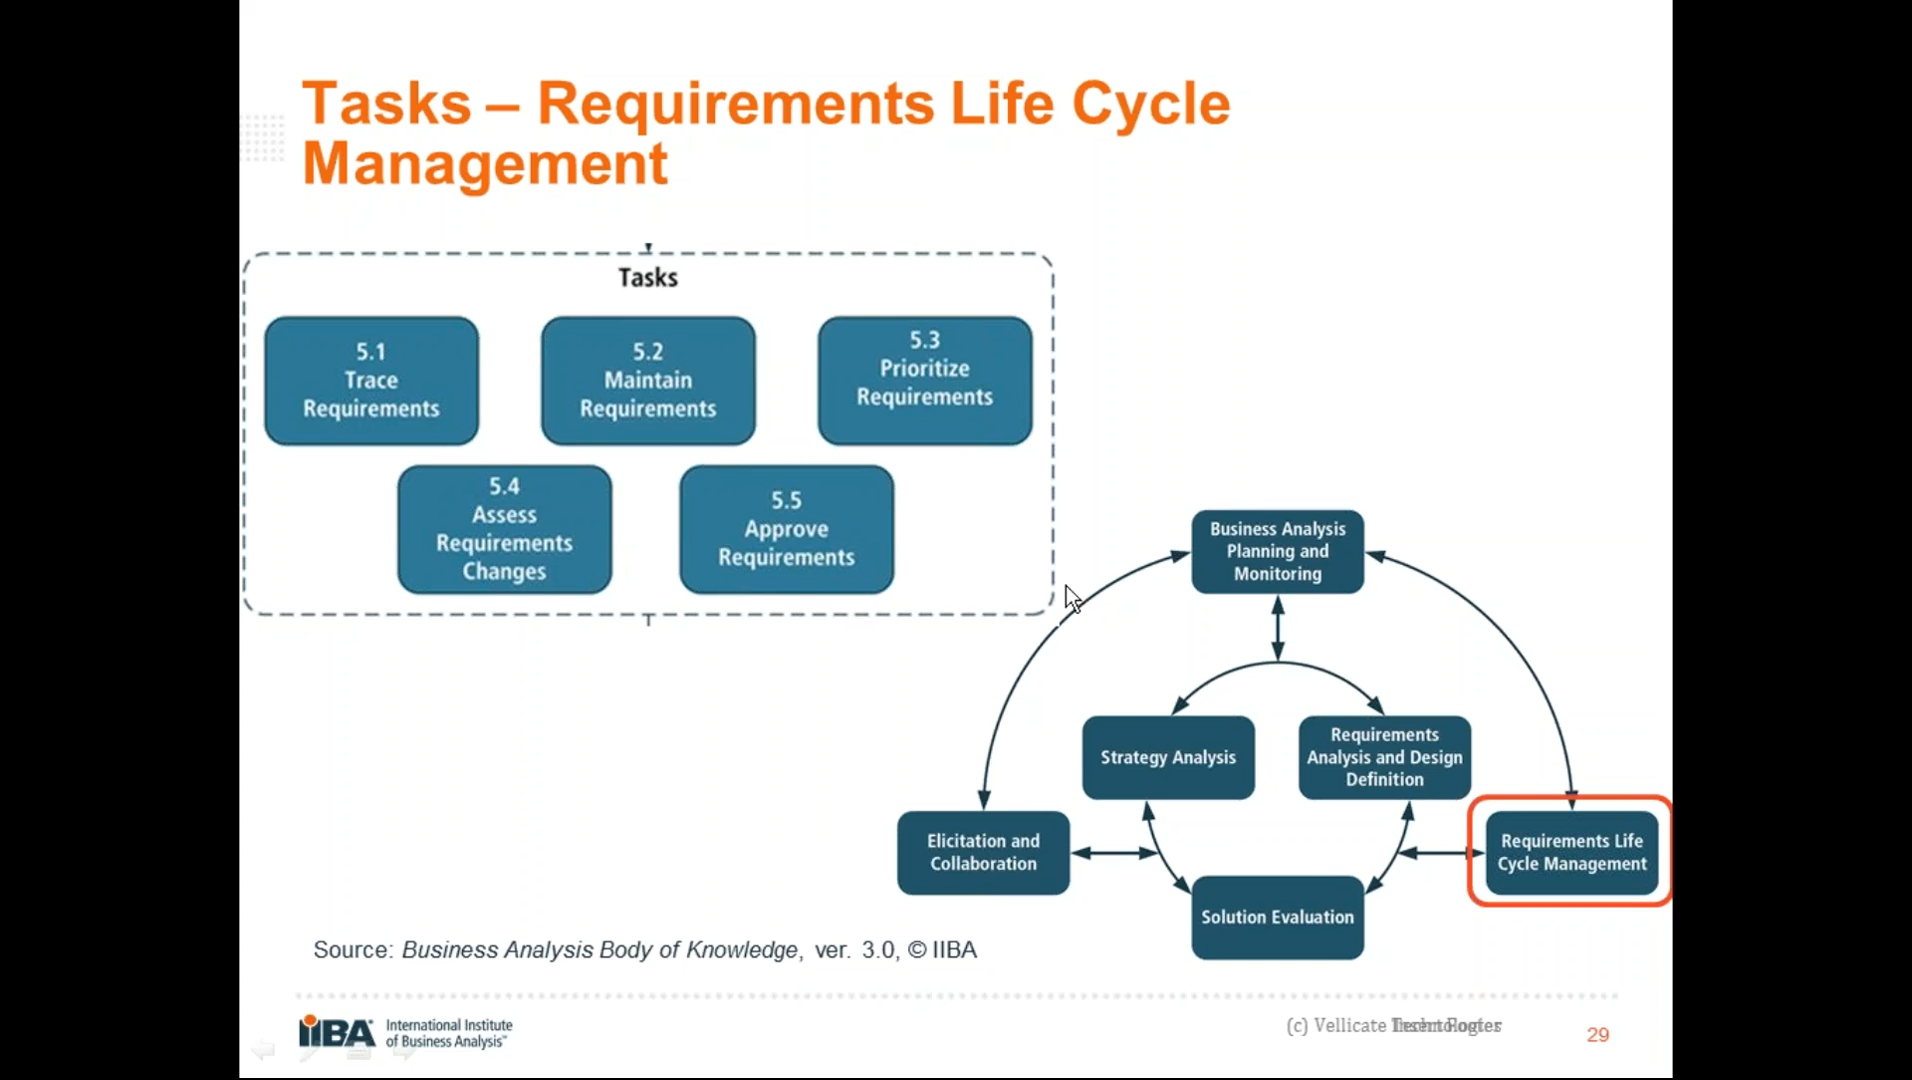 Tasks – Requirements Life Cycle
Management
Tasks
5.1
Trace
Requirements
5.2
Maintain
Requirements
5.3
Prioritize
Requirements
5.4
Assess
Requirements
Changes
5.5
Approve
Requirements
Business Analysis
Planning and
Monitoring
Strategy Analysis
Requirements
Analysis and Design
Definition
Elicitation and
Collaboration
Requirements Life
Cycle Management
Solution Evaluation
Source: Business Analysis Body of Knowledge, ver. 3.0, © IIBA
IIBA
International Institute
of Business Analysis™
(c) Vellicate
29